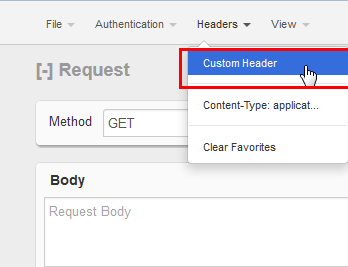 File Authentication Headers View
[-] Request
Custom Header
Method GET
Content-Type: applicat...
Clear Favorites
Body
Request Body